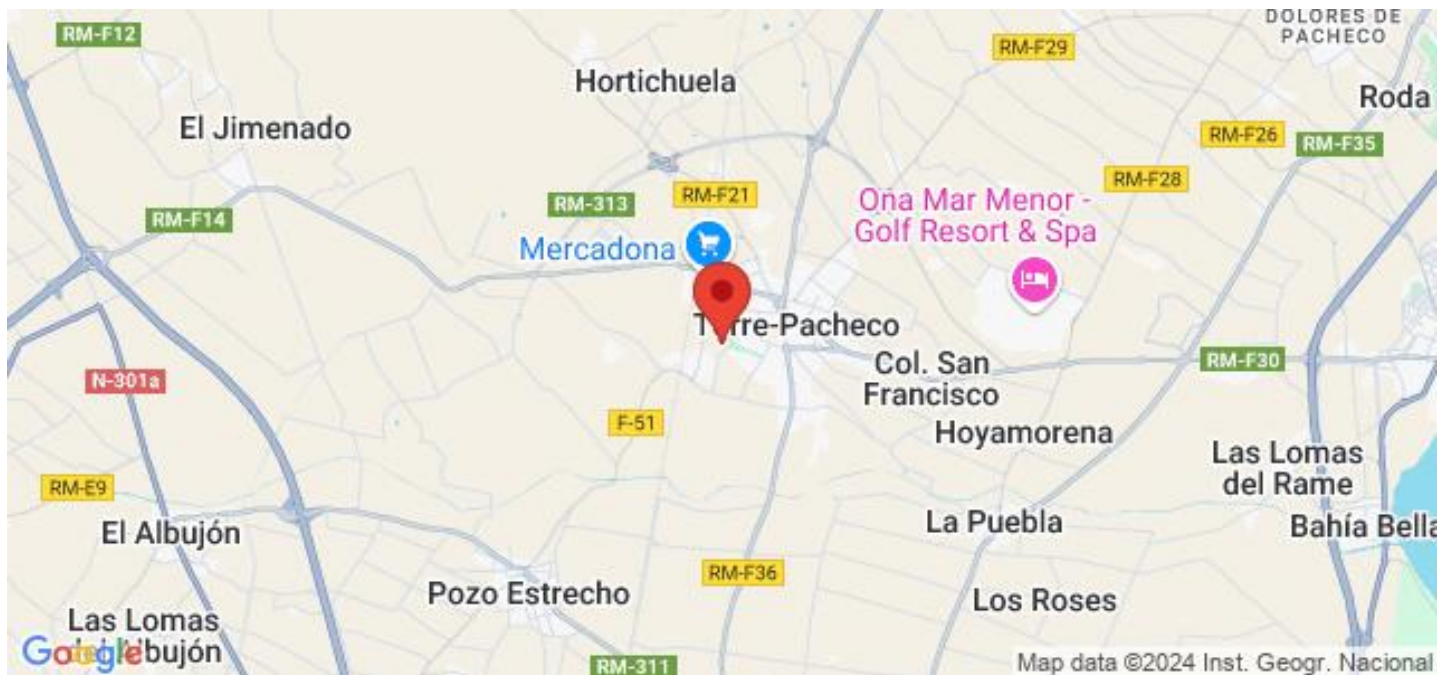 DOLORES DE
PACHECO
RM-F12
RM-F29
Hortichuela
Roda
El Jimenado
RM-F26
RM-F35
RM-F28
RM-F21
RM-313
Ona Mar Menor -
Golf Resort & Spa
RM-F14
Mercadona
Torre-Pacheco
Col. San
Francisco
RM-F30
N-301a
F-51
Hoyamorena
Las Lomas
del Rame
RM-E9
La Puebla
Bahía Bella
El Albujón
RM-F36
Pozo Estrecho
Los Roses
Las Lomas
del Albujón
Google
RM-311
Map data ©2024 Inst. Geogr. Nacional